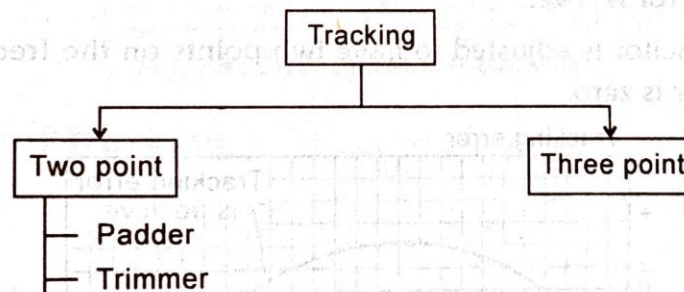 Tracking
Two point
Three point
Padder
Trimmer